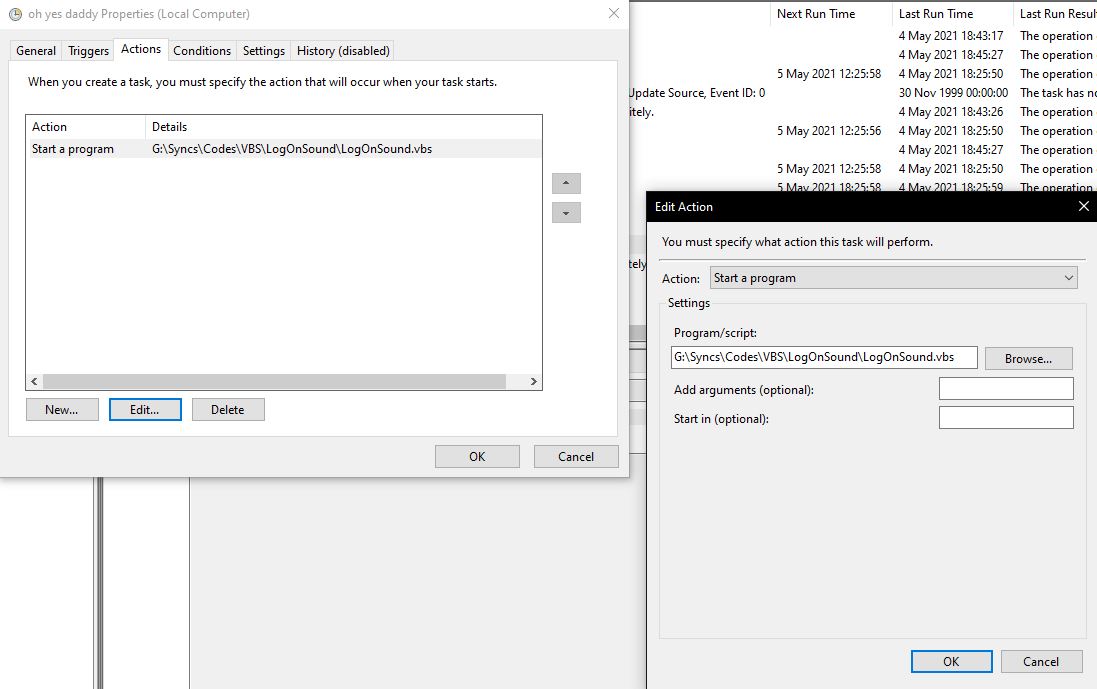 oh yes daddy Properties (Local Computer)
General Triggers Actions Conditions Settings History (disabled)
When you create a task, you must specify the action that will occur when your task starts.
Action Details
Start a program G:\Syncs\Codes\VBS\LogOnSound\LogOnSound.vbs
New... Edit... Delete
OK Cancel
Next Run Time Last Run Time Last Run Resul
4 May 2021 18:43:17 The operation
4 May 2021 18:45:27 The operation
5 May 2021 12:25:58 4 May 2021 18:25:50 The operation
Update Source, Event ID: 0 30 Nov 1999 00:00:00 The task has no
itely. 4 May 2021 18:43:26 The operation
5 May 2021 12:25:56 4 May 2021 18:25:50 The operation
4 May 2021 18:45:27 The operation
5 May 2021 12:25:58 4 May 2021 18:25:50 The operation
5 May 2021 18:25:58 4 May 2021 18:25:59 The operation
tely
Edit Action
You must specify what action this task will perform.
Action: Start a program
Settings
Program/script:
G:\Syncs\Codes\VBS\LogOnSound\LogOnSound.vbs Browse...
Add arguments (optional):
Start in (optional):
OK Cancel